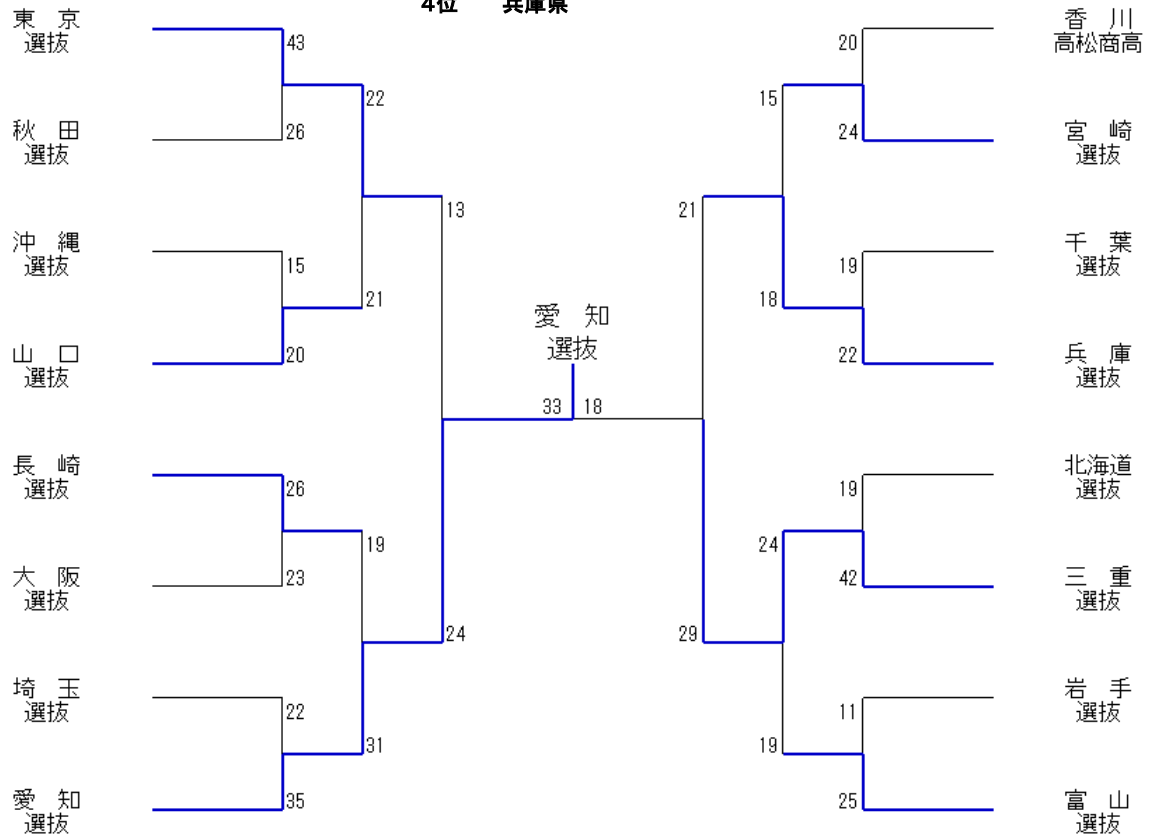 4位 兵庫県
東 京
選抜
43
22
秋 田
選抜
26
13
沖 縄
選抜
15
21
山 口
選抜
20
長 崎
選抜
26
19
大 阪
選抜
23
24
埼 玉
選抜
22
31
愛 知
選抜
35
愛 知
選抜
33 18
香 川
高松商高
20
15
宮 崎
選抜
24
21
千 葉
選抜
19
18
兵 庫
選抜
22
北海道
選抜
19
24
三 重
選抜
42
29
岩 手
選抜
11
19
富 山
選抜
25